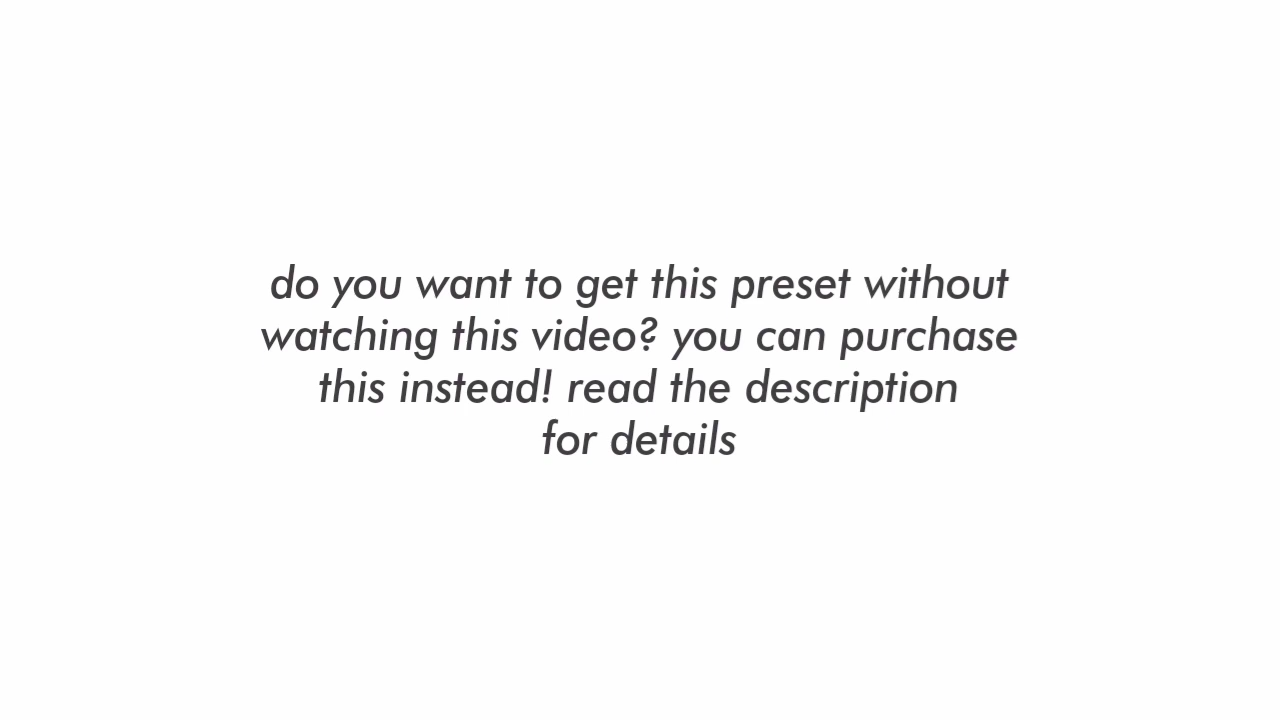 do you want to get this preset without
watching this video? you can purchase
this instead! read the description
for details